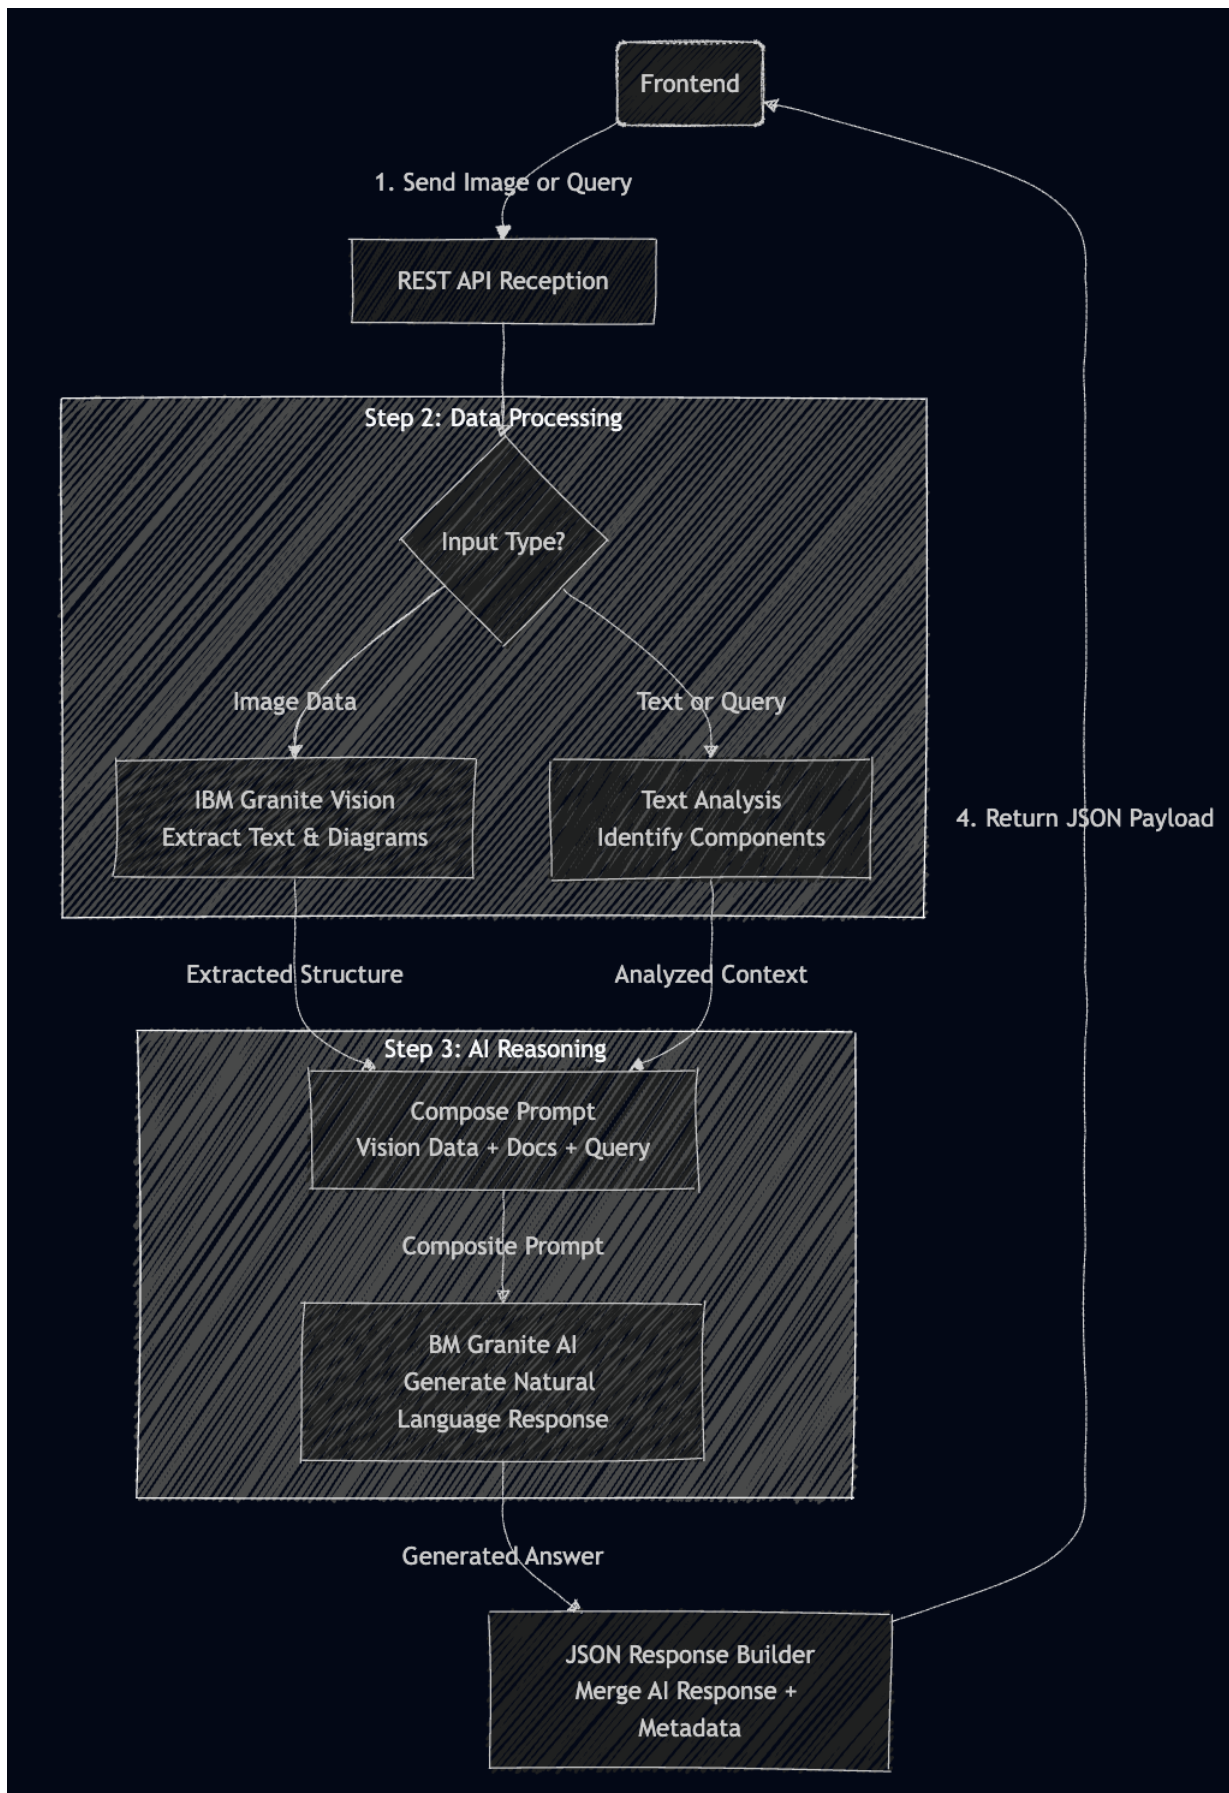 Frontend
1. Send Image or Query
REST API Reception
Step 2: Data Processing
Input Type?
Image Data
Text or Query
IBM Granite Vision
Extract Text & Diagrams
Text Analysis
Identify Components
4. Return JSON Payload
Extracted Structure
Analyzed Context
Step 3: AI Reasoning
Compose Prompt
Vision Data + Docs + Query
Composite Prompt
BM Granite AI
Generate Natural
Language Response
Generated Answer
JSON Response Builder
Merge AI Response +
Metadata